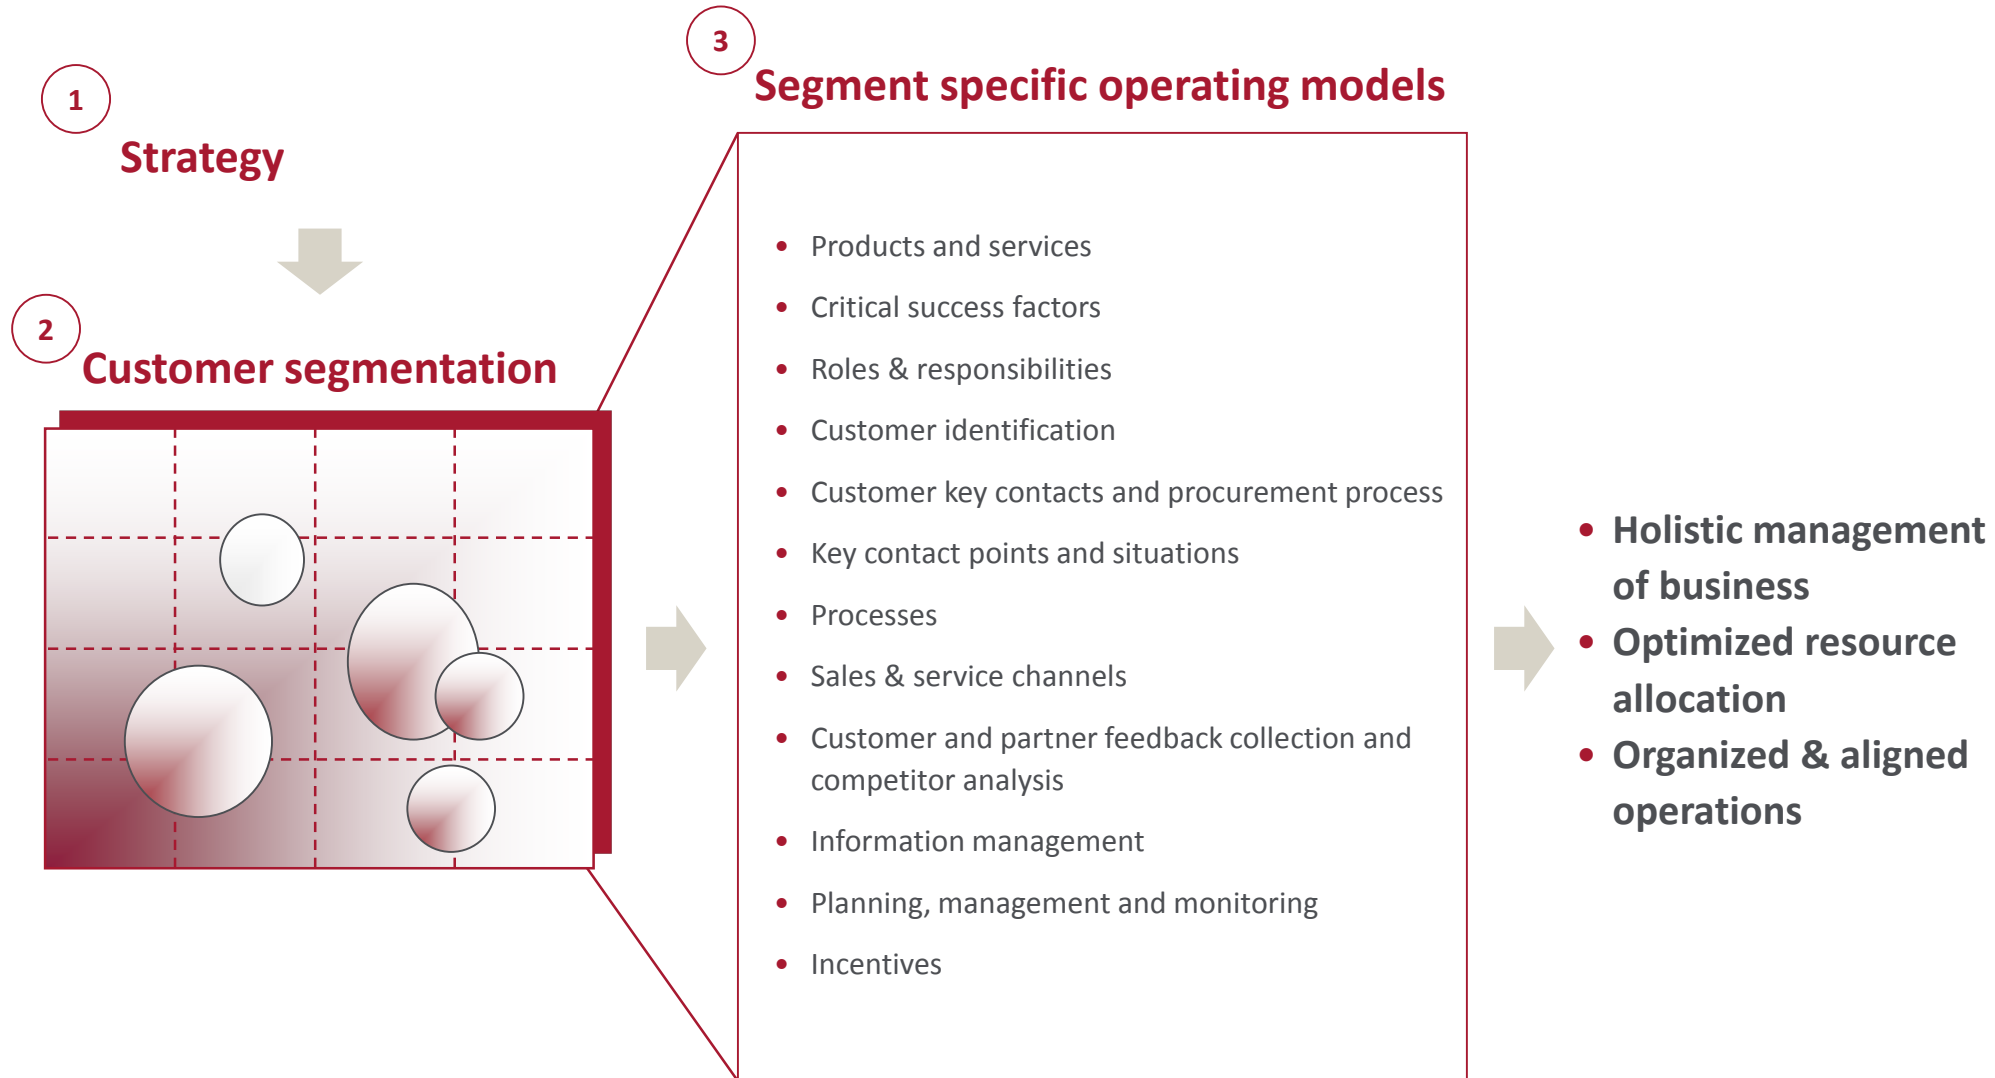 1
Strategy
2
Customer segmentation
3
Segment specific operating models
• Products and services
• Critical success factors
• Roles & responsibilities
• Customer identification
• Customer key contacts and procurement process
• Key contact points and situations
• Processes
• Sales & service channels
• Customer and partner feedback collection and
competitor analysis
• Information management
• Planning, management and monitoring
• Incentives
• Holistic management
of business
• Optimized resource
allocation
• Organized & aligned
operations